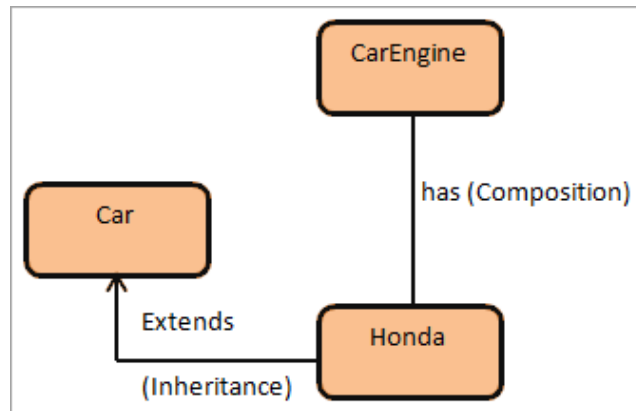 CarEngine
has (Composition)
Car
Extends
Honda
(Inheritance)